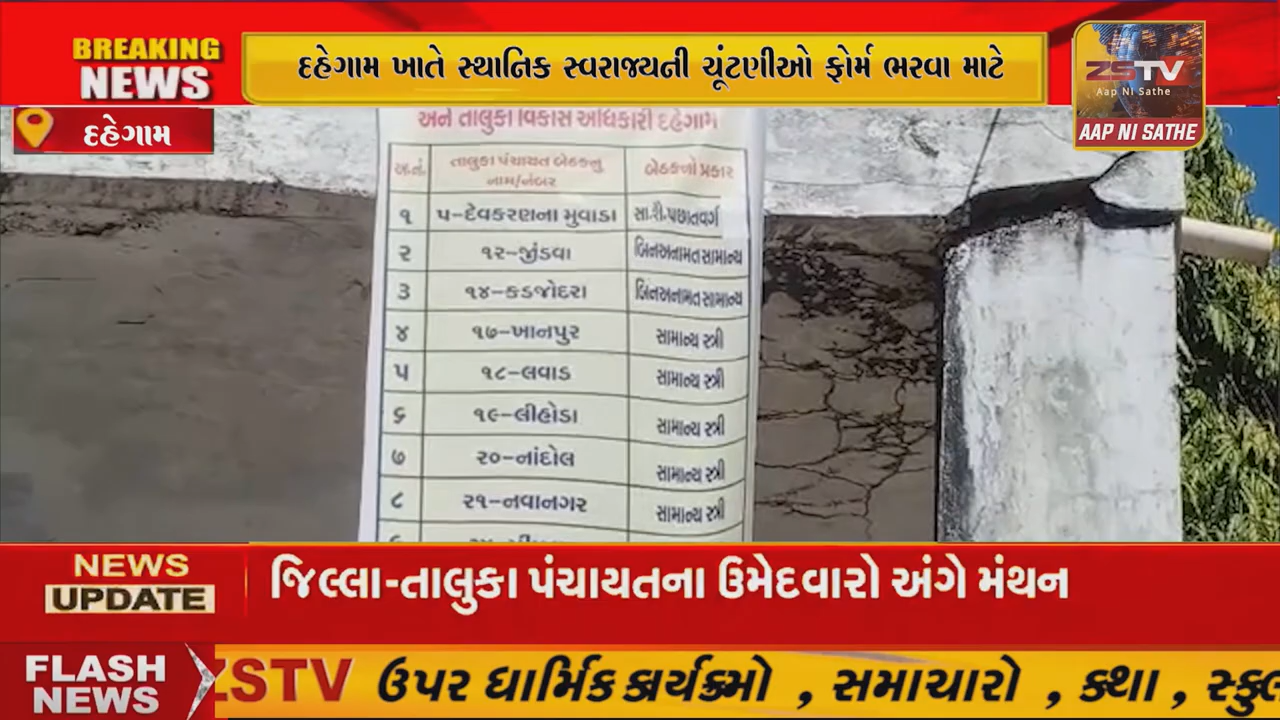 BREAKING
NEWS
દહેગામ ખાતે સ્થાનિક સ્વરાજ્યની ચૂંટણીઓ ફોર્મ ભરવા માટે
ZSTV
Aap Ni Sathe
AAP NI SATHE
દહેગામ
અને તાલુકા વિકાસ અધિકારી દહેગામ
અ.નં. તાલુકા પંચાયત બેઠકનુ નામ/નંબર બેઠકનો પ્રકાર
૧ ૫-દેવકરણના મુવાડા સા.શૈ.પછાતવર્ગ
૨ ૧૨-જીંડવા બિનઅનામત સામાન્ય
૩ ૧૪-કડજોદરા બિનઅનામત સામાન્ય
૪ ૧૭-ખાનપુર સામાન્ય સ્ત્રી
૫ ૧૮-લવાડ સામાન્ય સ્ત્રી
૬ ૧૯-લીહોડા સામાન્ય સ્ત્રી
૭ ૨૦-નાંદોલ સામાન્ય સ્ત્રી
૮ ૨૧-નવાનગર સામાન્ય સ્ત્રી
NEWS
UPDATE
જિલ્લા-તાલુકા પંચાયતના ઉમેદવારો અંગે મંથન
FLASH
NEWS
ZSTV ઉપર ધાર્મિક કાર્યક્રમો , સમાચારો , કથા , સ્કુલ